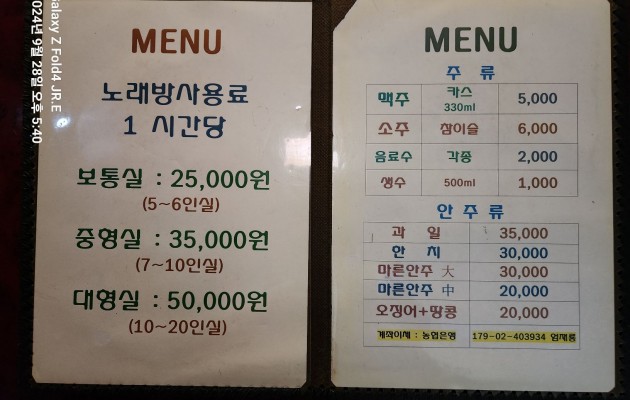 Galaxy Z Fold4 JR.E
2024년 9월 28일 오후 5:40
MENU
노래방사용료
1 시간당
보통실 : 25,000원
(5~6인실)
중형실 : 35,000원
(7~10인실)
대형실 : 50,000원
(10~20인실)
MENU
주 류
맥주 카스 330ml 5,000
소주 참이슬 6,000
음료수 각종 2,000
생수 500ml 1,000
안 주 류
과 일 35,000
한 치 30,000
마른안주 大 30,000
마른안주 中 20,000
오징어+땅콩 20,000
계좌이체 : 농협은행 179-02-403934